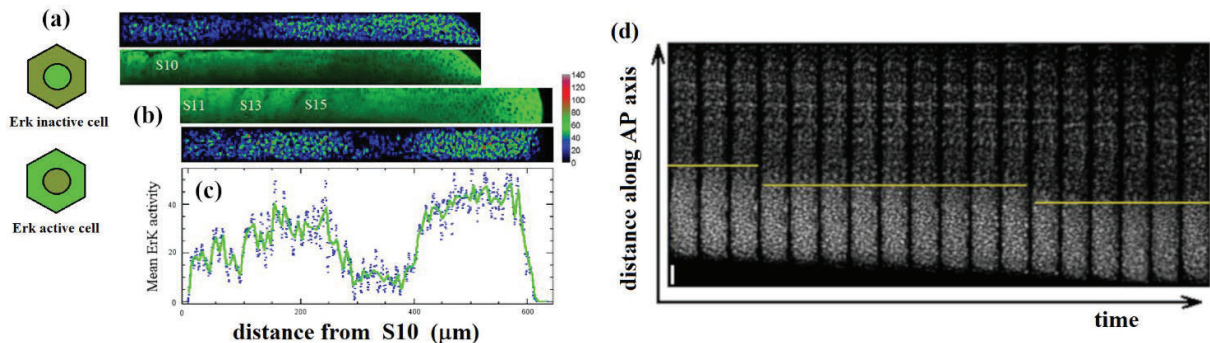 (a)
Erk inactive cell
Erk active cell
S10
(b)
S11 S13 S15
140
120
100
80
60
40
20
0
(c)
Mean ErK activity
40
20
0
0 200 400 600
distance from S10 (μm)
(d)
distance along AP axis
time